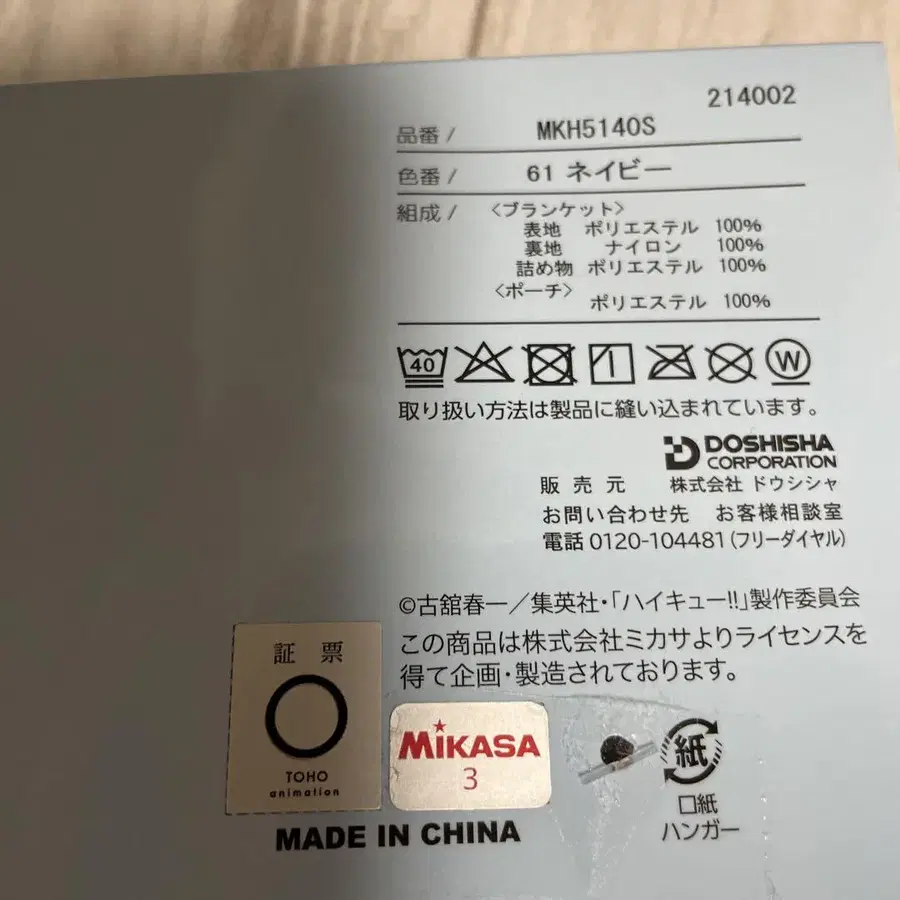 214002
品番 / MKH5140S
色番 / 61 ネイビー
組成 / 〈ブランケット〉
表地 ポリエステル 100%
裏地 ナイロン 100%
詰め物 ポリエステル 100%
〈ポーチ〉
ポリエステル 100%
40 W
取り扱い方法は製品に縫い込まれています。
DOSHISHA
CORPORATION
販売元 株式会社 ドウシシャ
お問い合わせ先 お客様相談室
電話 0120-104481(フリーダイヤル)
©古舘春一／集英社・「ハイキュー!!」製作委員会
この商品は株式会社ミカサよりライセンスを
得て企画・製造されております。
証票
TOHO
animation
MIKASA
3
紙
口紙
ハンガー
MADE IN CHINA